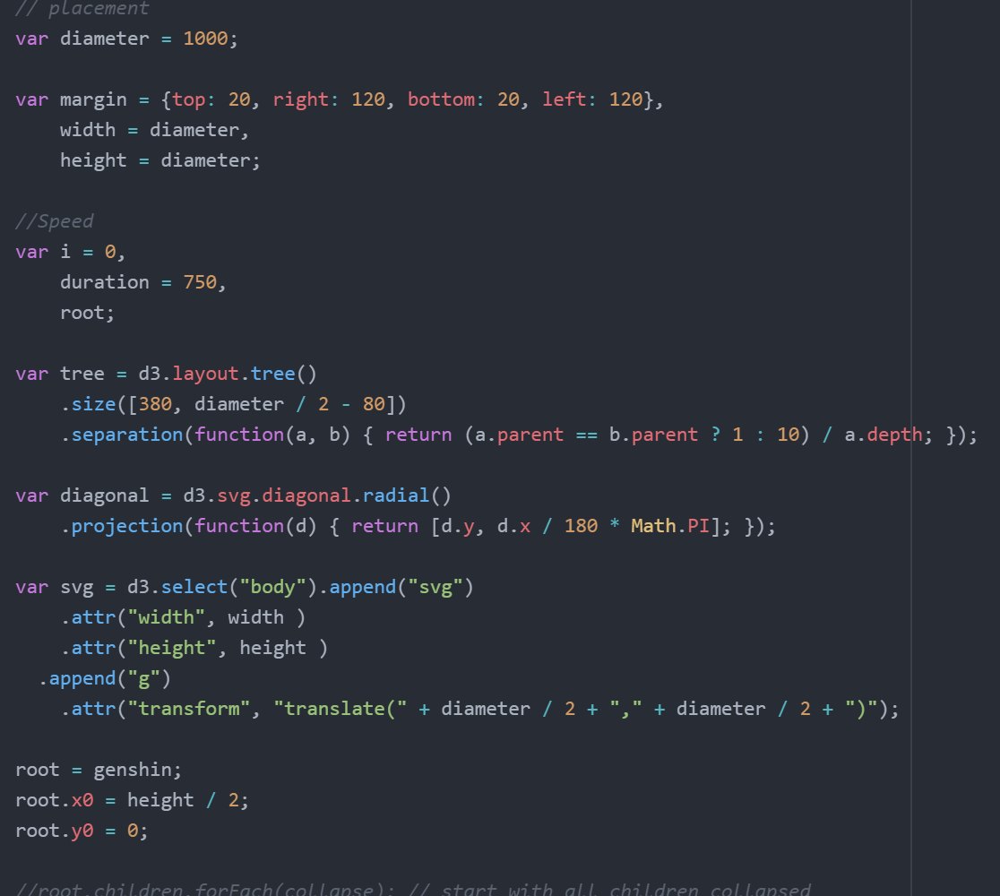 // placement
var diameter = 1000;

var margin = {top: 20, right: 120, bottom: 20, left: 120},
    width = diameter,
    height = diameter;

//Speed
var i = 0,
    duration = 750,
    root;

var tree = d3.layout.tree()
    .size([380, diameter / 2 - 80])
    .separation(function(a, b) { return (a.parent == b.parent ? 1 : 10) / a.depth; });

var diagonal = d3.svg.diagonal.radial()
    .projection(function(d) { return [d.y, d.x / 180 * Math.PI]; });

var svg = d3.select("body").append("svg")
    .attr("width", width )
    .attr("height", height )
  .append("g")
    .attr("transform", "translate(" + diameter / 2 + "," + diameter / 2 + ")");

root = genshin;
root.x0 = height / 2;
root.y0 = 0;

//root.children.forEach(collapse); // start with all children collapsed